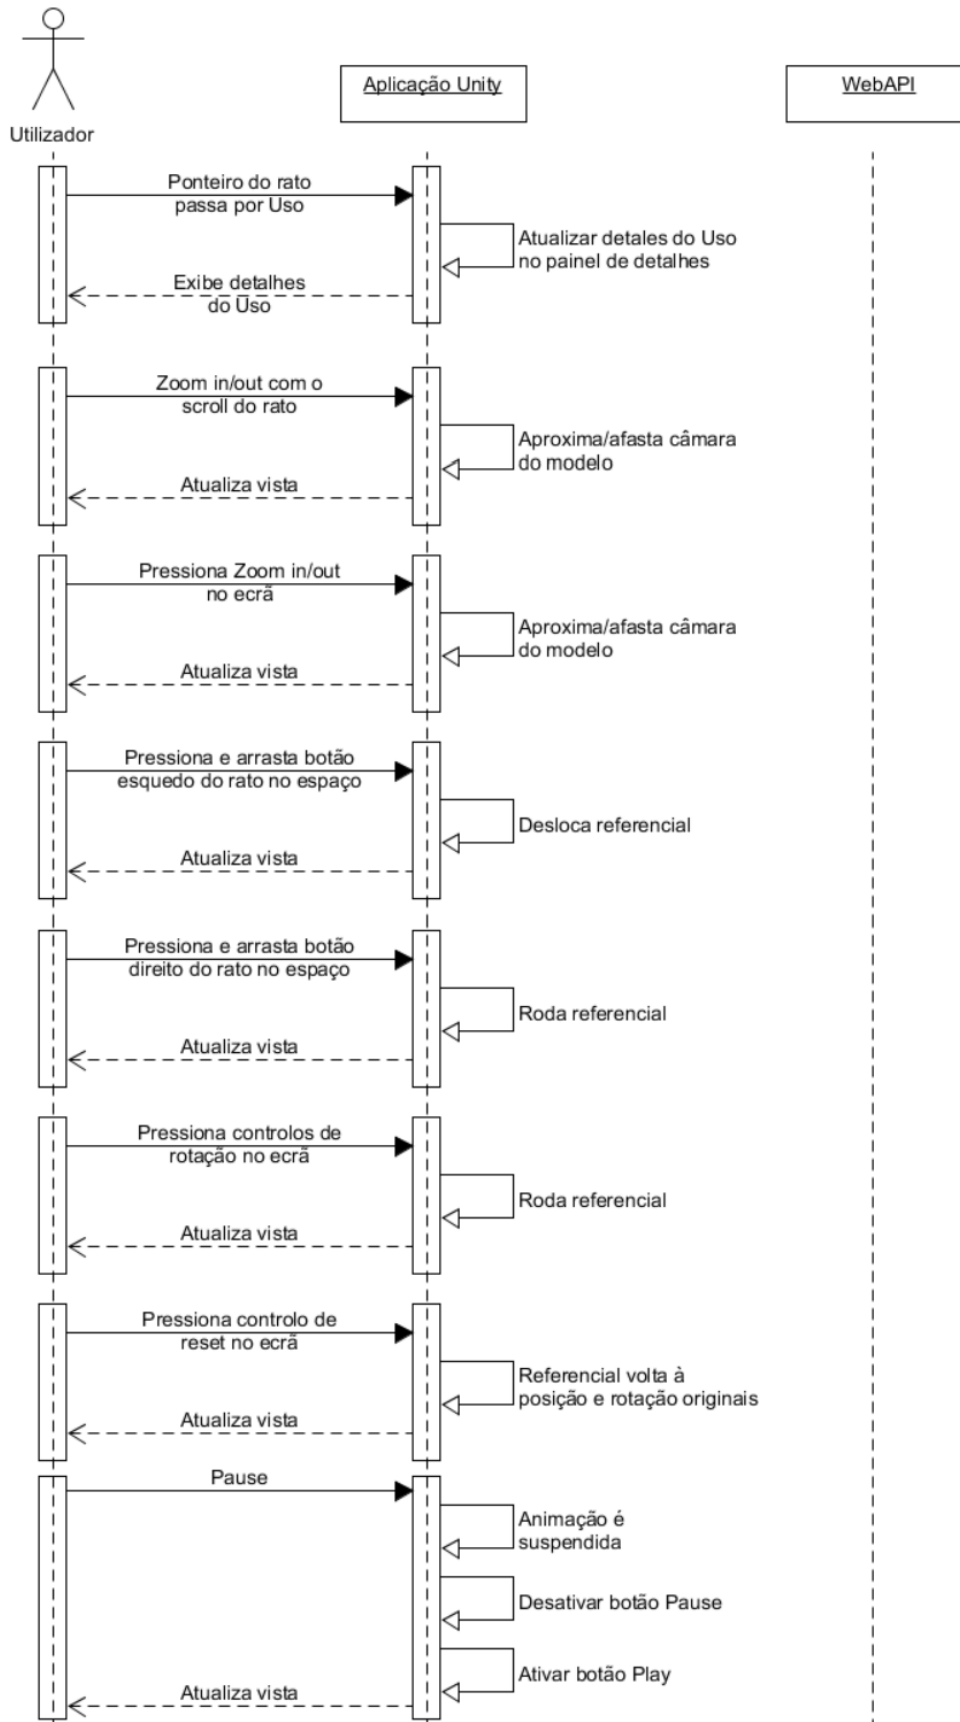 Utilizador
Aplicação Unity
WebAPI
Ponteiro do rato
passa por Uso
Atualizar detales do Uso
no painel de detalhes
Exibe detalhes
do Uso
Zoom in/out com o
scroll do rato
Aproxima/afasta câmara
do modelo
Atualiza vista
Pressiona Zoom in/out
no ecrã
Aproxima/afasta câmara
do modelo
Atualiza vista
Pressiona e arrasta botão
esquedo do rato no espaço
Desloca referencial
Atualiza vista
Pressiona e arrasta botão
direito do rato no espaço
Roda referencial
Atualiza vista
Pressiona controlos de
rotação no ecrã
Roda referencial
Atualiza vista
Pressiona controlo de
reset no ecrã
Referencial volta à
posição e rotação originais
Atualiza vista
Pause
Animação é
suspendida
Desativar botão Pause
Ativar botão Play
Atualiza vista